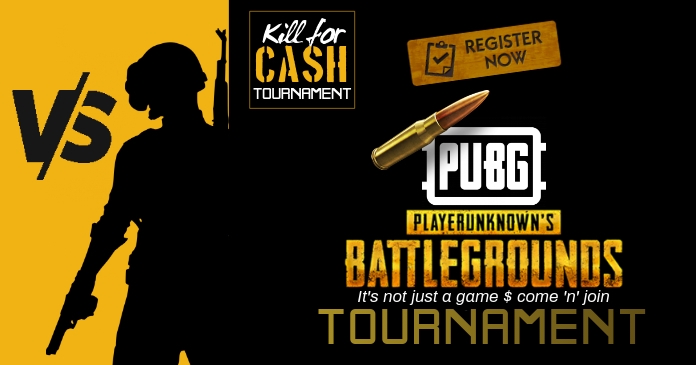 VS
Kill for
CASH
TOURNAMENT
REGISTER
NOW
PUBG
PLAYERUNKNOWN'S
BATTLEGROUNDS
It's not just a game $ come 'n' join
TOURNAMENT